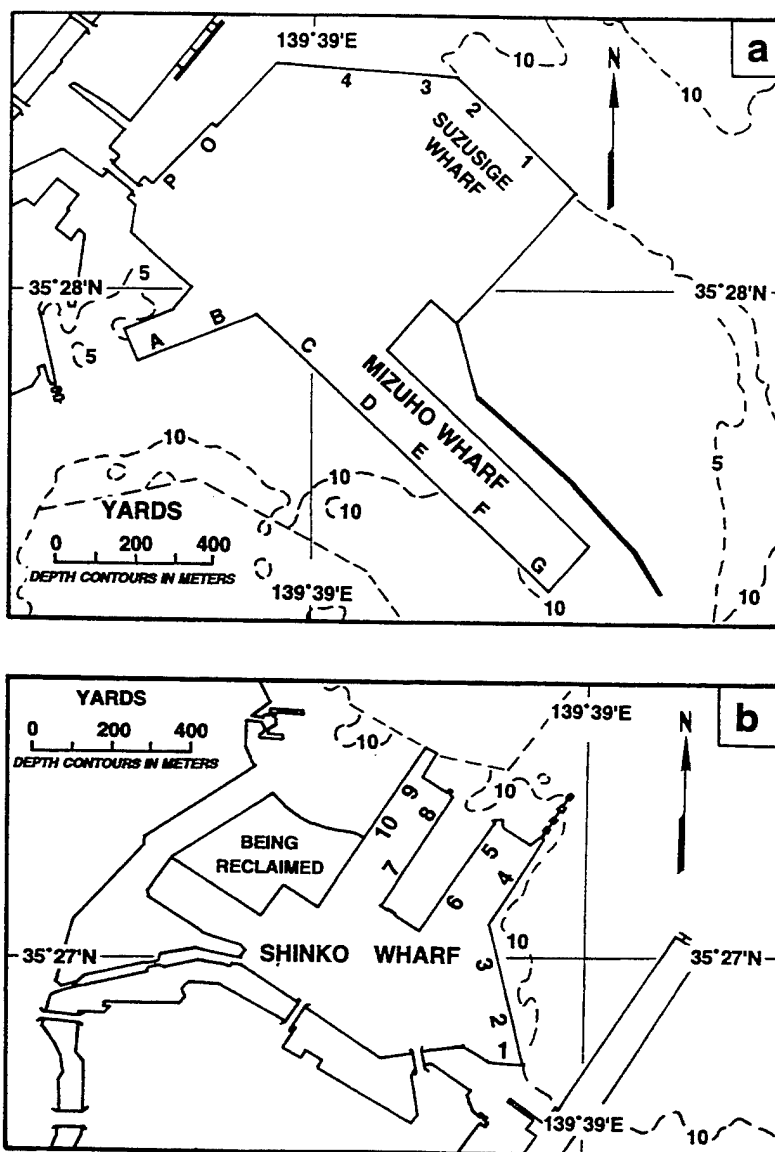 a
139°39'E
10
10
N
4
3
2
1
SUZUSIGE
WHARF
O
P
5
35°28'N
35°28'N
A
B
5
C
MIZUHO WHARF
D
E
F
G
10
10
10
5
YARDS
0 200 400
DEPTH CONTOURS IN METERS
139°39'E
10
10
b
YARDS
0 200 400
DEPTH CONTOURS IN METERS
139°39'E
N
10
10
9
8
10
7
5
4
6
BEING
RECLAIMED
35°27'N
SHINKO WHARF
10
3
35°27'N
2
1
139°39'E
10